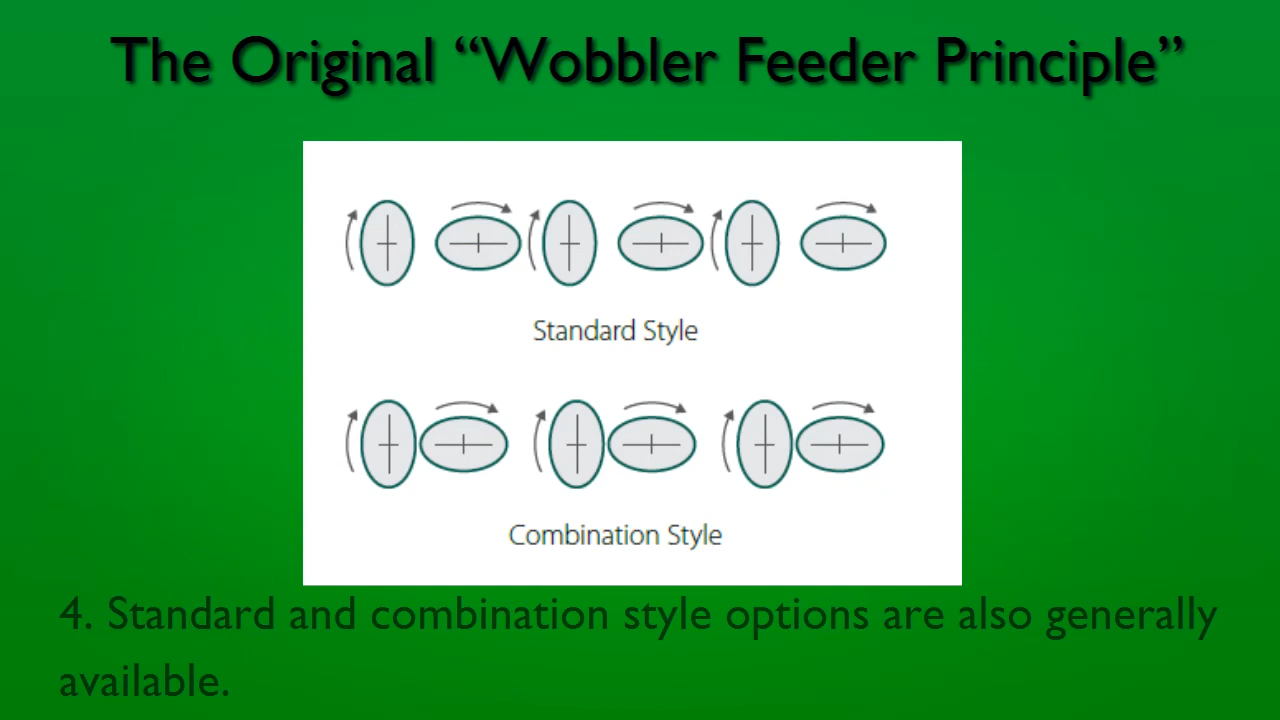 The Original “Wobbler Feeder Principle”
Standard Style
Combination Style
4. Standard and combination style options are also generally
available.